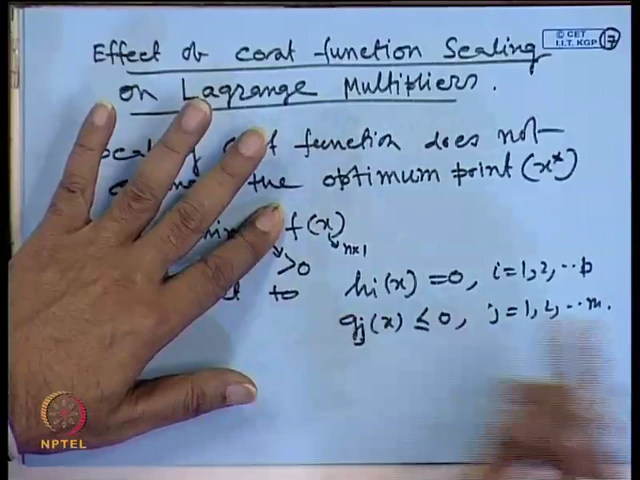 Effect of cost function Scaling
on Lagrange Multipliers.
© CET
I.I.T. KGP
17
function does not
the optimum point (x*)
f(x)
n×1
>0
to
hi(x) = 0, i = 1, 2, ·· p
gj(x) ≤ 0, j = 1, 2, ·· m.
NPTEL